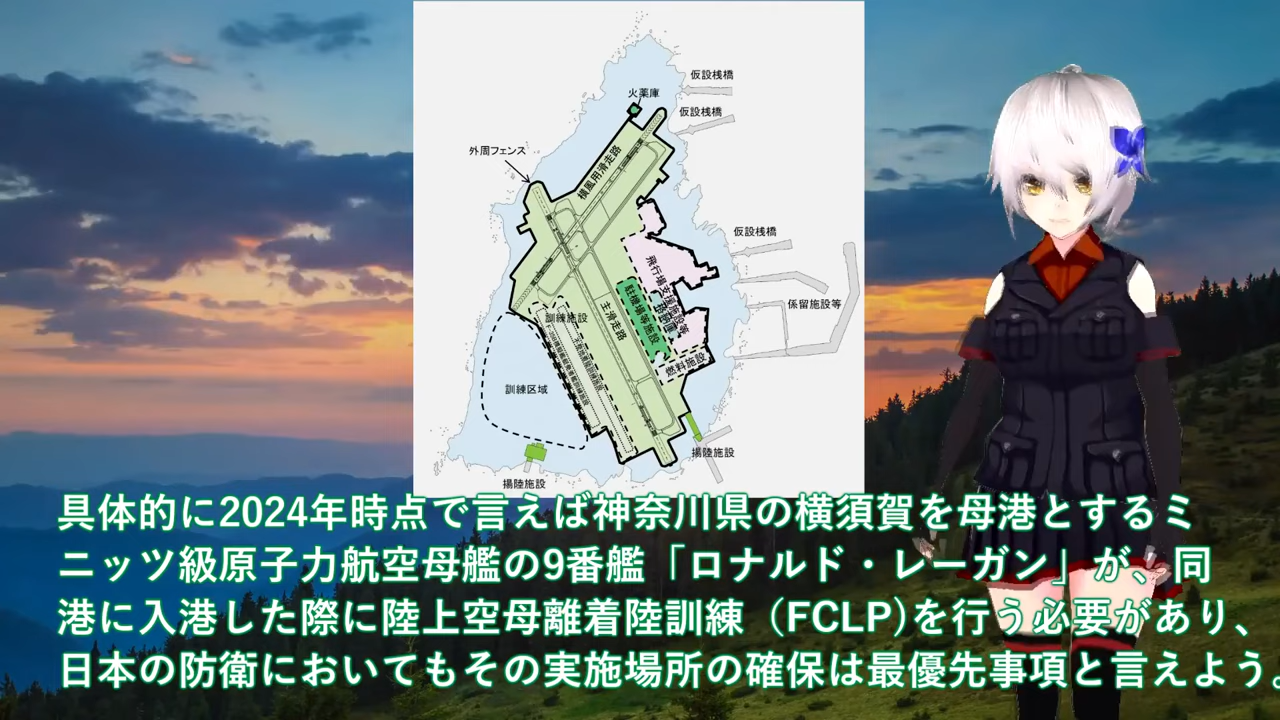 仮設桟橋
火薬庫
仮設桟橋
外周フェンス
横風用滑走路
仮設桟橋
飛行場支援施設等
駐機場等施設
係留施設等
訓練施設
主滑走路
燃料施設
訓練区域
揚陸施設
揚陸施設
具体的に2024年時点で言えば神奈川県の横須賀を母港とするミ
ニッツ級原子力航空母艦の9番艦「ロナルド・レーガン」が、同
港に入港した際に陸上空母離着陸訓練（FCLP)を行う必要があり、
日本の防衛においてもその実施場所の確保は最優先事項と言えよう。